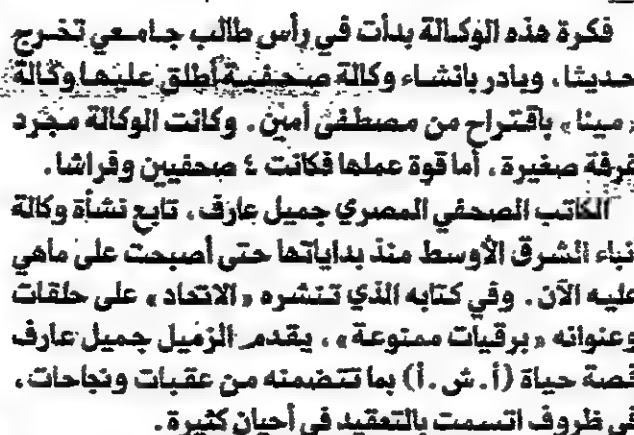 فكرة هذه الوكالة بدأت في رأس طالب جامعي تخرج
حديثا، وبادر بانشاء وكالة صحفية أطلق عليها وكالة
«مينا» باقتراح من مصطفى أمين. وكانت الوكالة مجرد
غرفة صغيرة، أما قوة عملها فكانت ٤ صحفيين وفراشا.
الكاتب الصحفي المصري جميل عارف، تابع نشأة وكالة
أنباء الشرق الأوسط منذ بداياتها حتى أصبحت على ماهي
عليه الآن. وفي كتابه الذي تنشره «الاتحاد» على حلقات
وعنوانه «برقيات ممنوعة»، يقدم الزميل جميل عارف
قصة حياة (أ.ش.أ) بما تتضمنه من عقبات ونجاحات،
في ظروف اتسمت بالتعقيد في أحيان كثيرة.